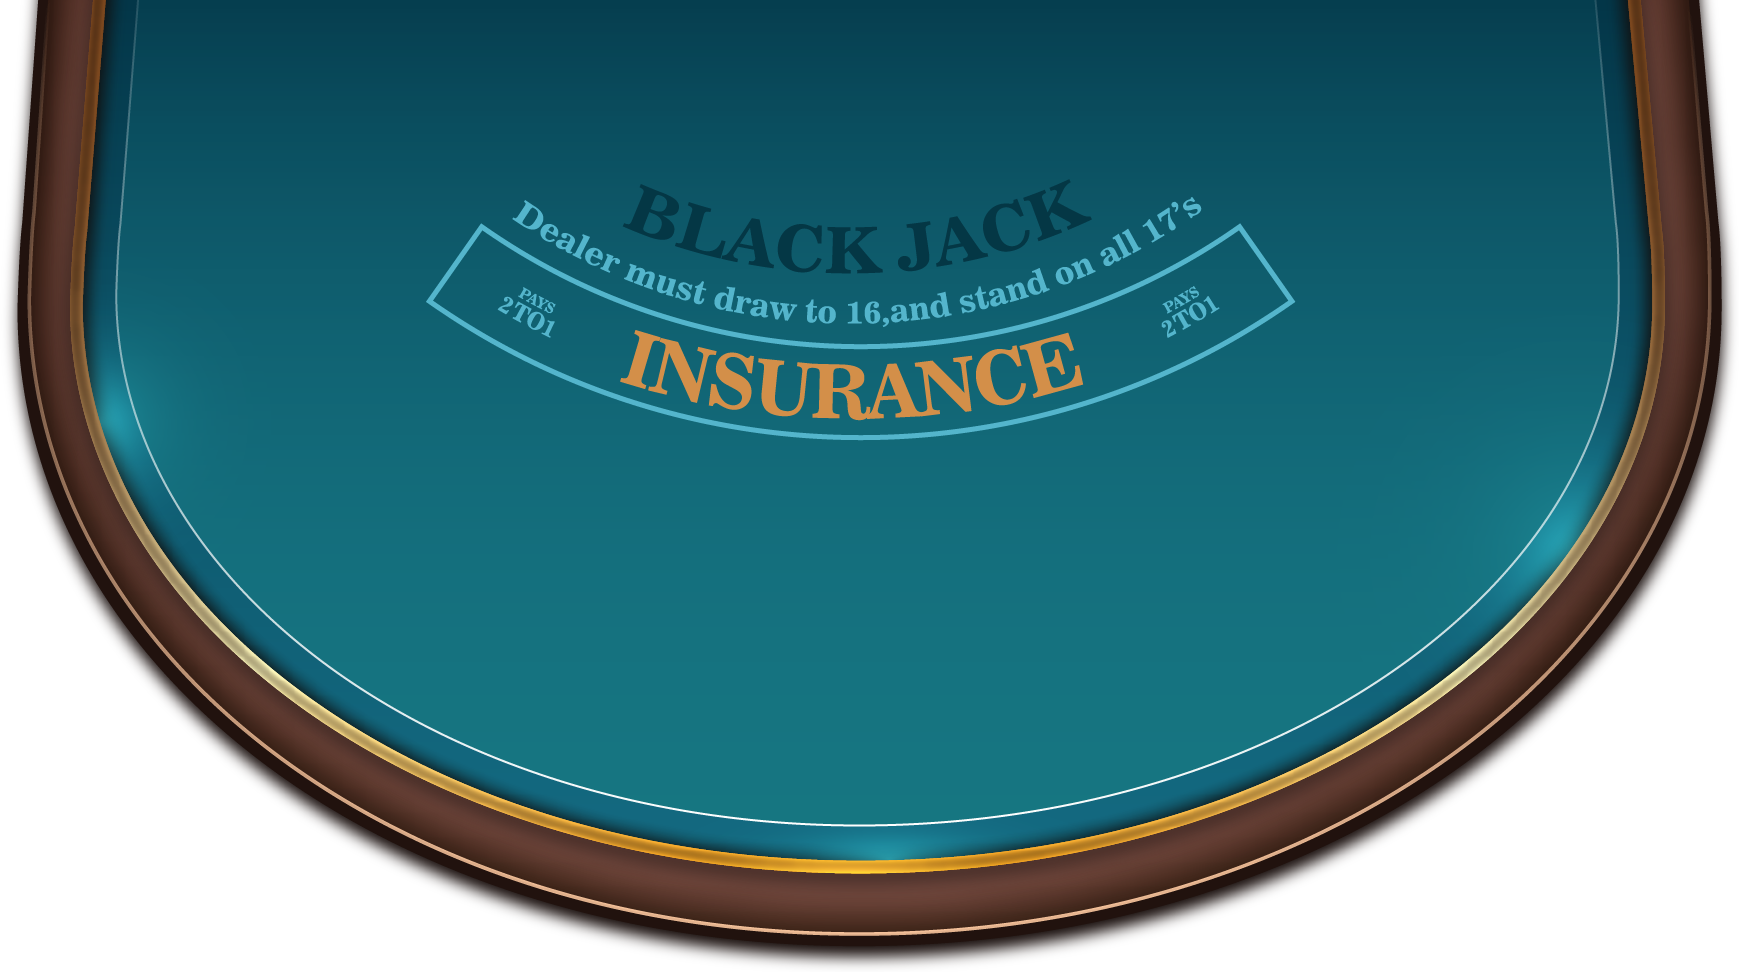 BLACK JACK
Dealer must draw to 16,and stand on all 17's
PAYS
2TO1
INSURANCE
PAYS
2TO1